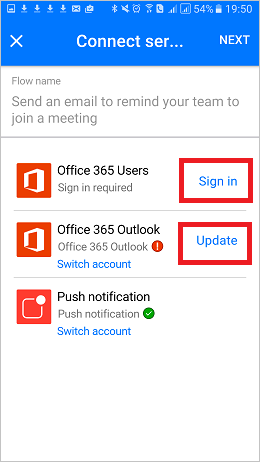 54% 19:50
Connect ser... NEXT
Flow name
Send an email to remind your team to
join a meeting
Office 365 Users
Sign in required
Sign in
Office 365 Outlook
Office 365 Outlook
Update
Switch account
Push notification
Push notification
Switch account